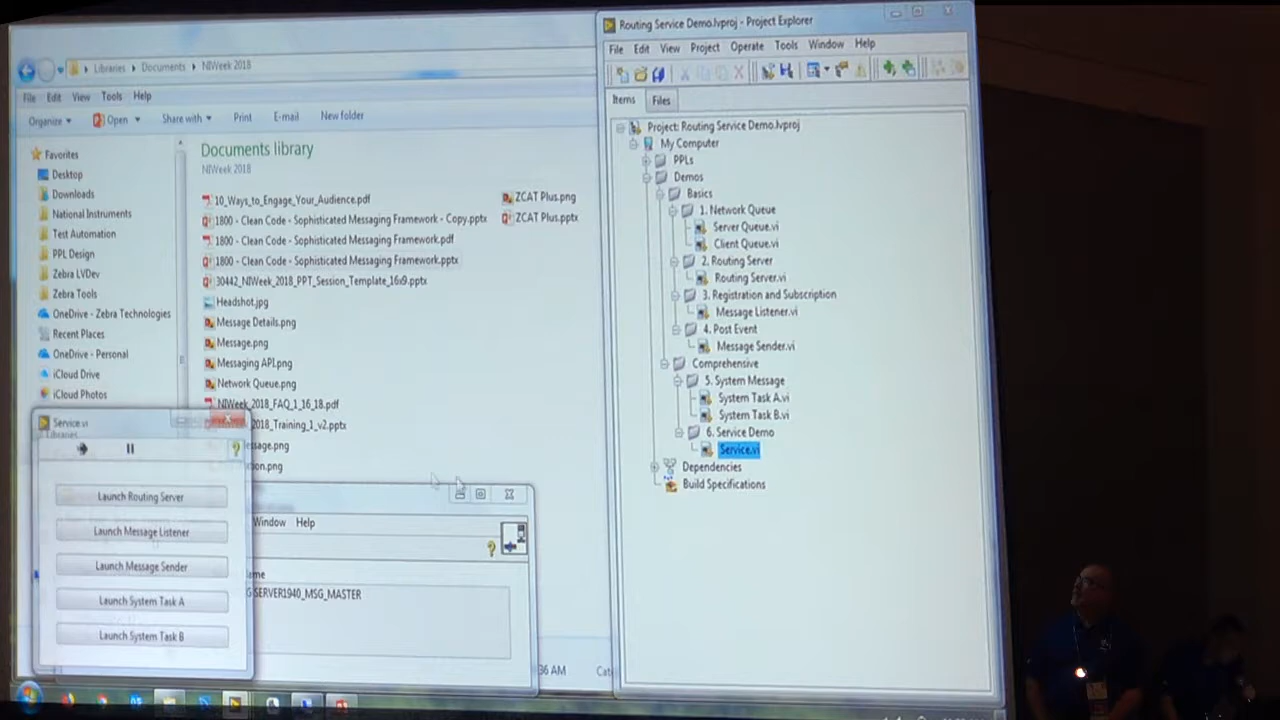 Libraries Documents NIWeek 2018
File Edit View Tools Help
Organize Open Share with Print E-mail New folder
Favorites
Desktop
Downloads
National Instruments
Test Automation
PPL Design
Zebra LVDev
Zebra Tools
OneDrive - Zebra Technologies
Recent Places
OneDrive - Personal
iCloud Drive
iCloud Photos
Documents library
NIWeek 2018
10_Ways_to_Engage_Your_Audience.pdf
1800 - Clean Code - Sophisticated Messaging Framework - Copy.pptx
1800 - Clean Code - Sophisticated Messaging Framework.pdf
1800 - Clean Code - Sophisticated Messaging Framework.pptx
30442_NIWeek_2018_PPT_Session_Template_16x9.pptx
Headshot.jpg
Message Details.png
Message.png
Messaging API.png
Network Queue.png
NIWeek_2018_FAQ_1_16_18.pdf
2018_Training_1_v2.pptx
ssage.png
ion.png
ZCAT Plus.png
ZCAT Plus.pptx
Service.vi
Libraries
Launch Routing Server
Launch Message Listener
Launch Message Sender
Launch System Task A
Launch System Task B
Window Help
ame
SERVER1940_MSG_MASTER
36 AM
Routing Service Demo.lvproj - Project Explorer
File Edit View Project Operate Tools Window Help
Items Files
Project: Routing Service Demo.lvproj
My Computer
PPLs
Demos
Basics
1. Network Queue
Server Queue.vi
Client Queue.vi
2. Routing Server
Routing Server.vi
3. Registration and Subscription
Message Listener.vi
4. Post Event
Message Sender.vi
Comprehensive
5. System Message
System Task A.vi
System Task B.vi
6. Service Demo
Service.vi
Dependencies
Build Specifications